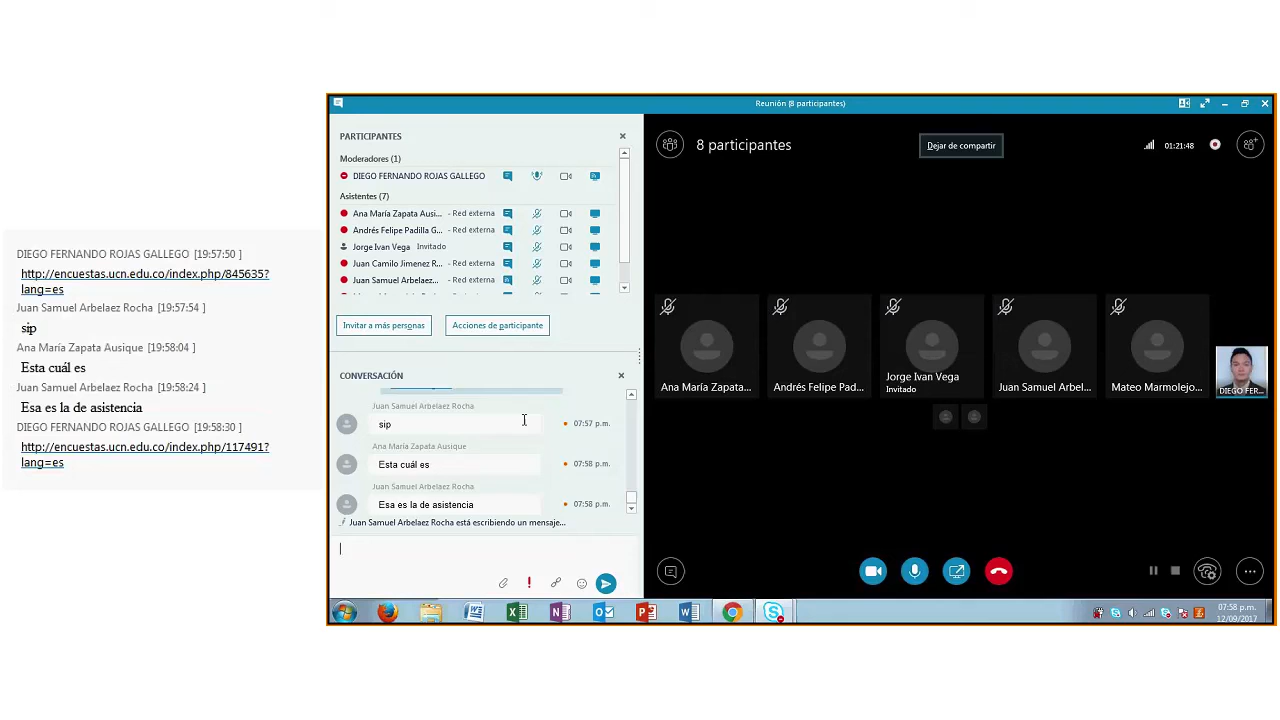 DIEGO FERNANDO ROJAS GALLEGO [19:57:50 ]
http://encuestas.ucn.edu.co/index.php/845635?
lang=es
Juan Samuel Arbelaez Rocha [19:57:54 ]
sip
Ana María Zapata Ausique [19:58:04 ]
Esta cuál es
Juan Samuel Arbelaez Rocha [19:58:24 ]
Esa es la de asistencia
DIEGO FERNANDO ROJAS GALLEGO [19:58:30 ]
http://encuestas.ucn.edu.co/index.php/117491?
lang=es
Reunión (8 participantes)
PARTICIPANTES
Moderadores (1)
DIEGO FERNANDO ROJAS GALLEGO
Asistentes (7)
Ana María Zapata Ausi... - Red externa
Andrés Felipe Padilla G... - Red externa
Jorge Ivan Vega Invitado
Juan Camilo Jimenez R... - Red externa
Juan Samuel Arbelaez... - Red externa
Invitar a más personas
Acciones de participante
CONVERSACIÓN
Juan Samuel Arbelaez Rocha
sip
07:57 p.m.
Ana María Zapata Ausique
Esta cuál es
07:58 p.m.
Juan Samuel Arbelaez Rocha
Esa es la de asistencia
07:58 p.m.
Juan Samuel Arbelaez Rocha está escribiendo un mensaje...
8 participantes
Dejar de compartir
01:21:48
Ana María Zapata...
Andrés Felipe Pad...
Jorge Ivan Vega
Invitado
Juan Samuel Arbel...
Mateo Marmolejo...
DIEGO FER...
07:58 p.m.
12/09/2017